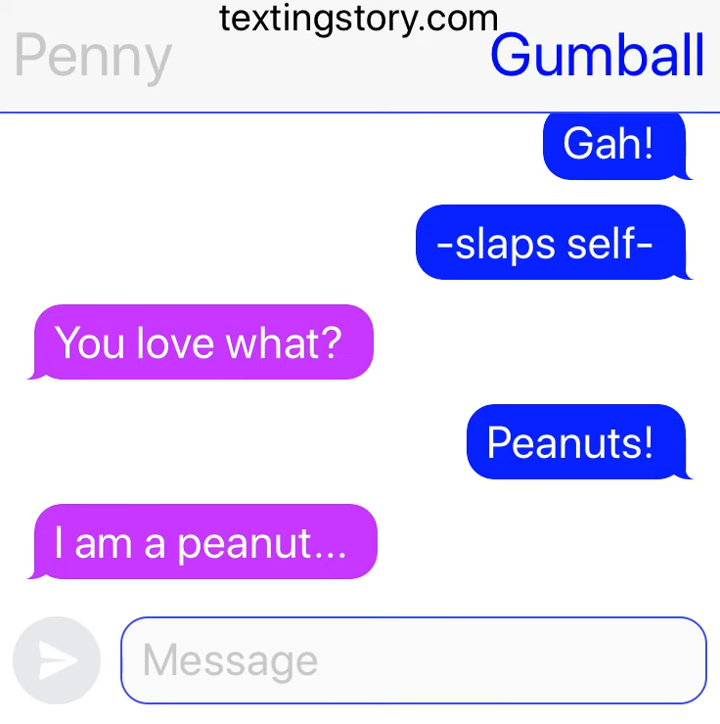 textingstory.com
Penny
Gumball
Gah!
-slaps self-
You love what?
Peanuts!
I am a peanut...
Message